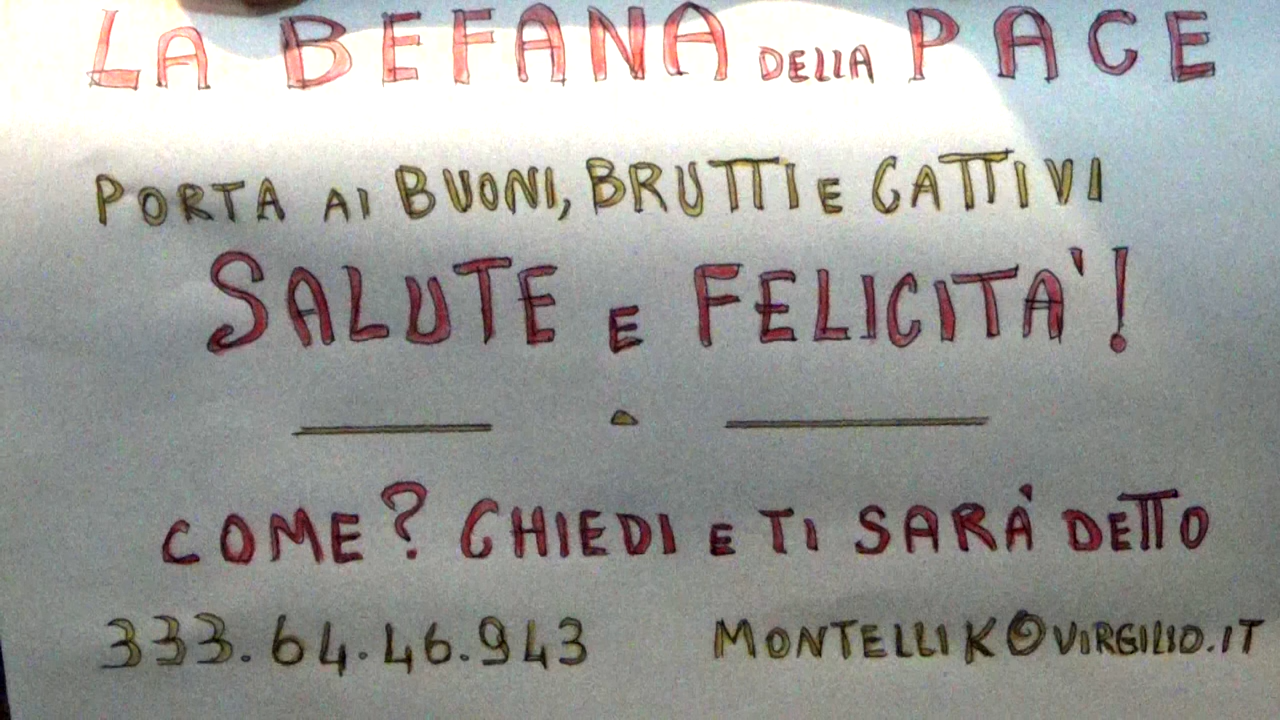 LA BEFANA DELLA PACE
PORTA AI BUONI, BRUTTI E CATTIVI
SALUTE E FELICITA'!
COME? CHIEDI E TI SARÀ DETTO
333.64.46.943 MONTELLIK@VIRGILIO.IT